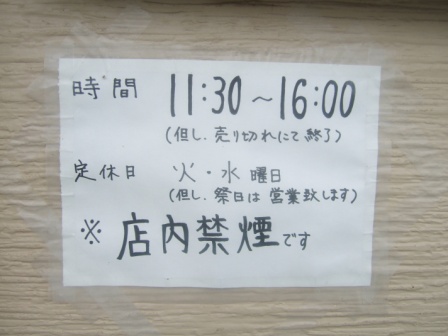 時間 11:30～16:00
(但し、売り切れにて終了)
定休日 火・水曜日
(但し、祭日は営業致します)
※店内禁煙です